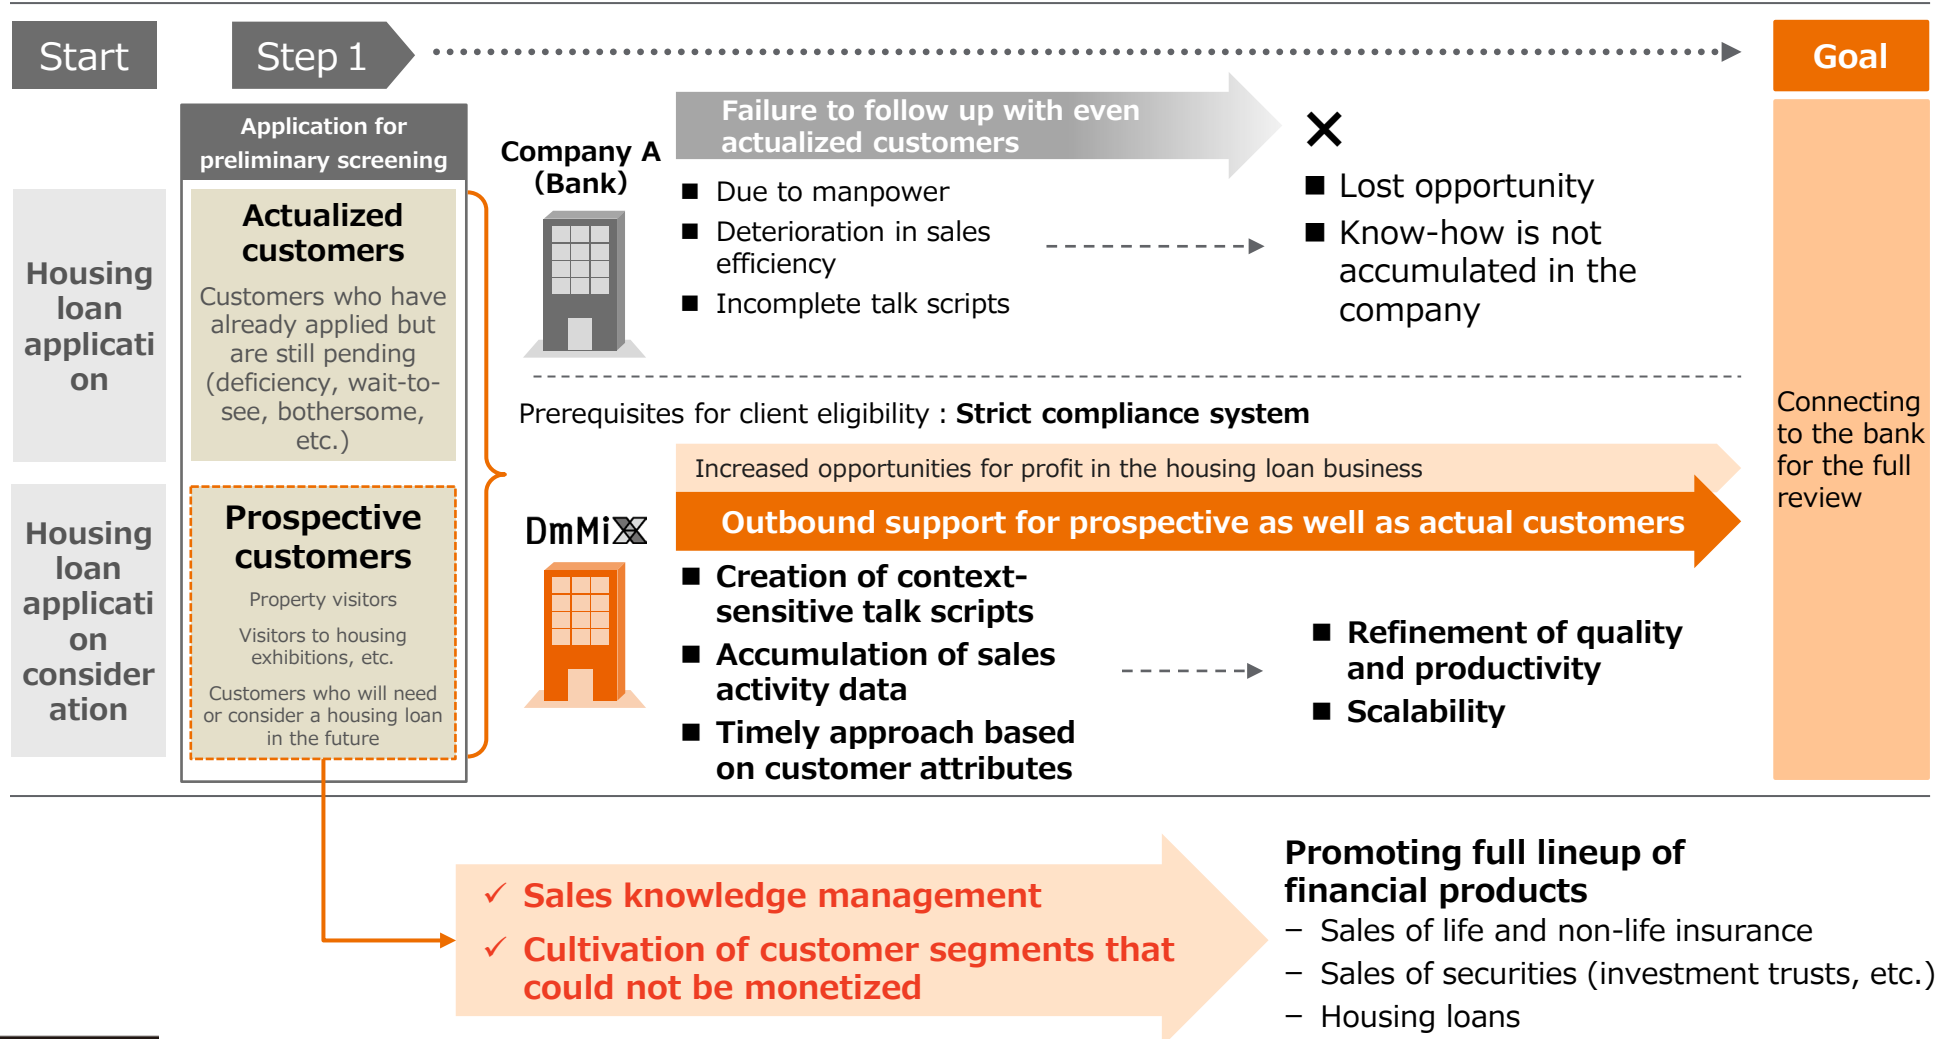 Start
Step 1
Goal
Application for
preliminary screening
Housing
loan
applicati
on
Actualized
customers
Customers who have
already applied but
are still pending
(deficiency, wait-to-
see, bothersome,
etc.)
Housing
loan
applicati
on
consider
ation
Prospective
customers
Property visitors
Visitors to housing
exhibitions, etc.
Customers who will need
or consider a housing loan
in the future
Company A
（Bank）
Failure to follow up with even
actualized customers
■ Due to manpower
■ Deterioration in sales
efficiency
■ Incomplete talk scripts
×
■ Lost opportunity
■ Know-how is not
accumulated in the
company
Prerequisites for client eligibility : Strict compliance system
Increased opportunities for profit in the housing loan business
Outbound support for prospective as well as actual customers
DmMiX
■ Creation of context-
sensitive talk scripts
■ Accumulation of sales
activity data
■ Timely approach based
on customer attributes
■ Refinement of quality
and productivity
■ Scalability
Connecting
to the bank
for the full
review
✓ Sales knowledge management
✓ Cultivation of customer segments that
could not be monetized
Promoting full lineup of
financial products
− Sales of life and non-life insurance
− Sales of securities (investment trusts, etc.)
− Housing loans